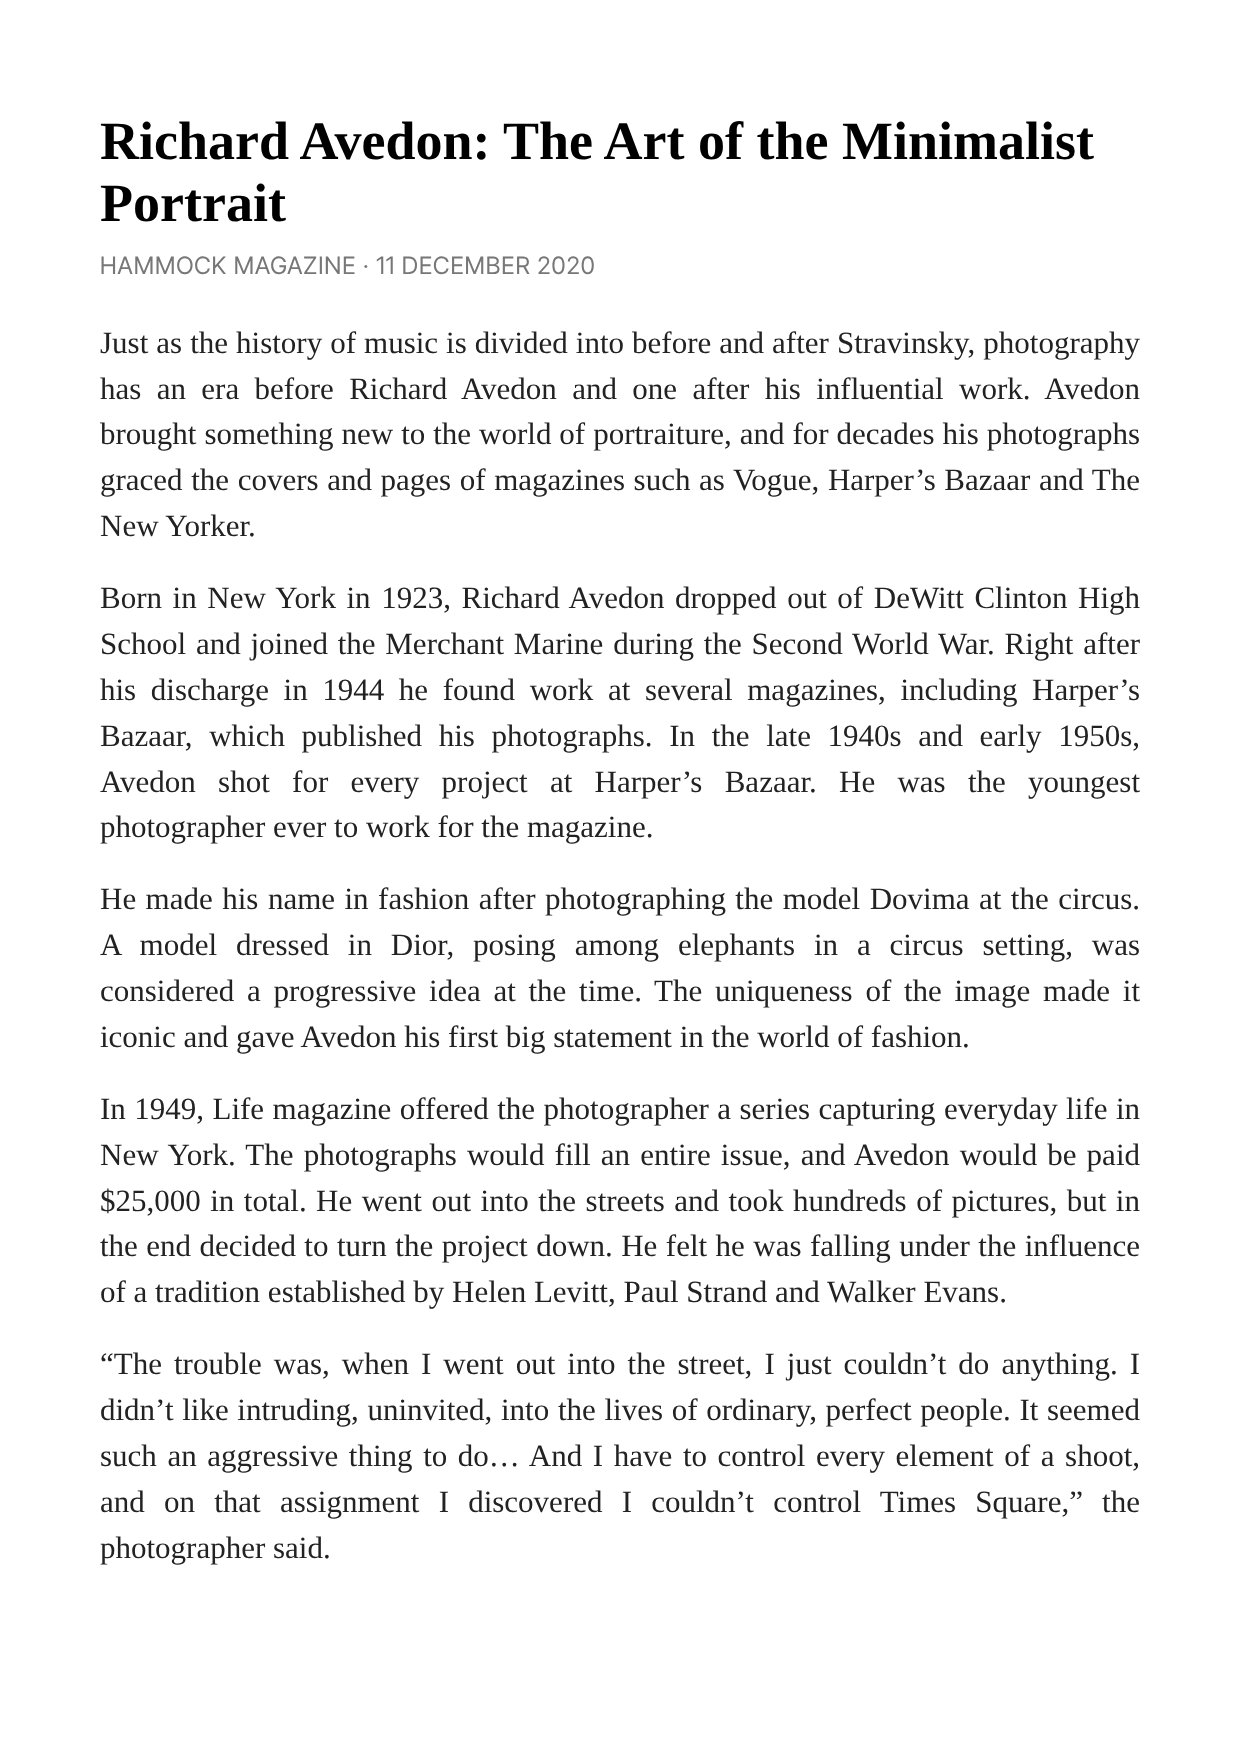 Richard Avedon: The Art of the Minimalist
Portrait
HAMMOCK MAGAZINE · 11 DECEMBER 2020
Just as the history of music is divided into before and after Stravinsky, photography
has an era before Richard Avedon and one after his influential work. Avedon
brought something new to the world of portraiture, and for decades his photographs
graced the covers and pages of magazines such as Vogue, Harper’s Bazaar and The
New Yorker.
Born in New York in 1923, Richard Avedon dropped out of DeWitt Clinton High
School and joined the Merchant Marine during the Second World War. Right after
his discharge in 1944 he found work at several magazines, including Harper’s
Bazaar, which published his photographs. In the late 1940s and early 1950s,
Avedon shot for every project at Harper’s Bazaar. He was the youngest
photographer ever to work for the magazine.
He made his name in fashion after photographing the model Dovima at the circus.
A model dressed in Dior, posing among elephants in a circus setting, was
considered a progressive idea at the time. The uniqueness of the image made it
iconic and gave Avedon his first big statement in the world of fashion.
In 1949, Life magazine offered the photographer a series capturing everyday life in
New York. The photographs would fill an entire issue, and Avedon would be paid
$25,000 in total. He went out into the streets and took hundreds of pictures, but in
the end decided to turn the project down. He felt he was falling under the influence
of a tradition established by Helen Levitt, Paul Strand and Walker Evans.
“The trouble was, when I went out into the street, I just couldn’t do anything. I
didn’t like intruding, uninvited, into the lives of ordinary, perfect people. It seemed
such an aggressive thing to do… And I have to control every element of a shoot,
and on that assignment I discovered I couldn’t control Times Square,” the
photographer said.